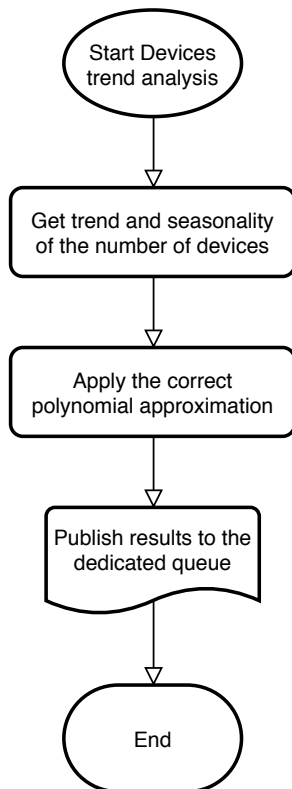 Start Devices
trend analysis
Get trend and seasonality
of the number of devices
Apply the correct
polynomial approximation
Publish results to the
dedicated queue
End